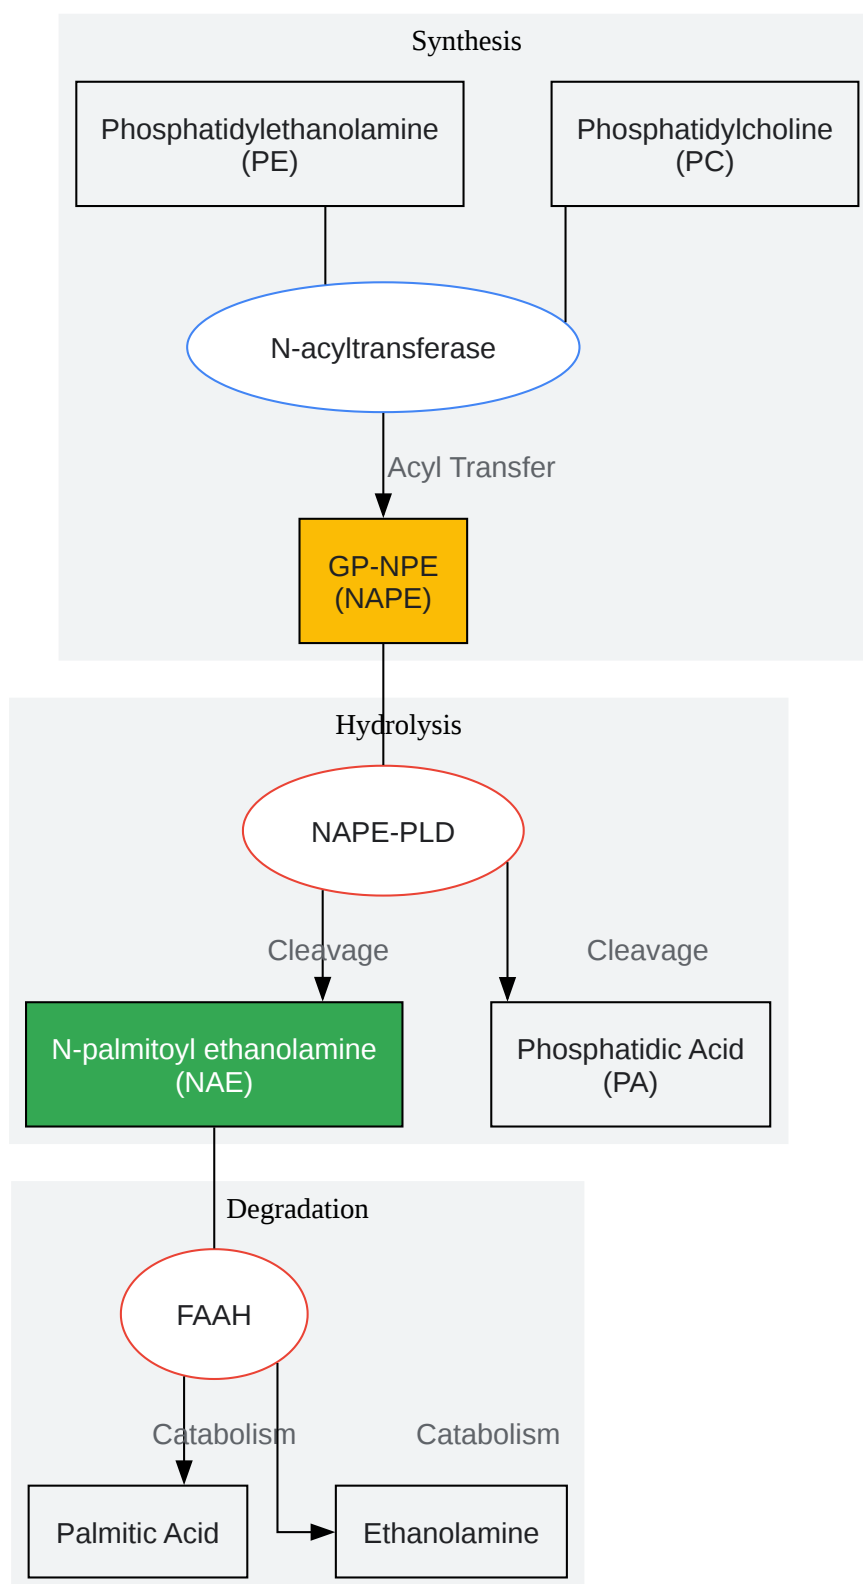 Synthesis
Phosphatidylethanolamine
(PE)
Phosphatidylcholine
(PC)
N-acyltransferase
Acyl Transfer
GP-NPE
(NAPE)
Hydrolysis
NAPE-PLD
Cleavage
Cleavage
N-palmitoyl ethanolamine
(NAE)
Phosphatidic Acid
(PA)
Degradation
FAAH
Catabolism
Catabolism
Palmitic Acid
Ethanolamine